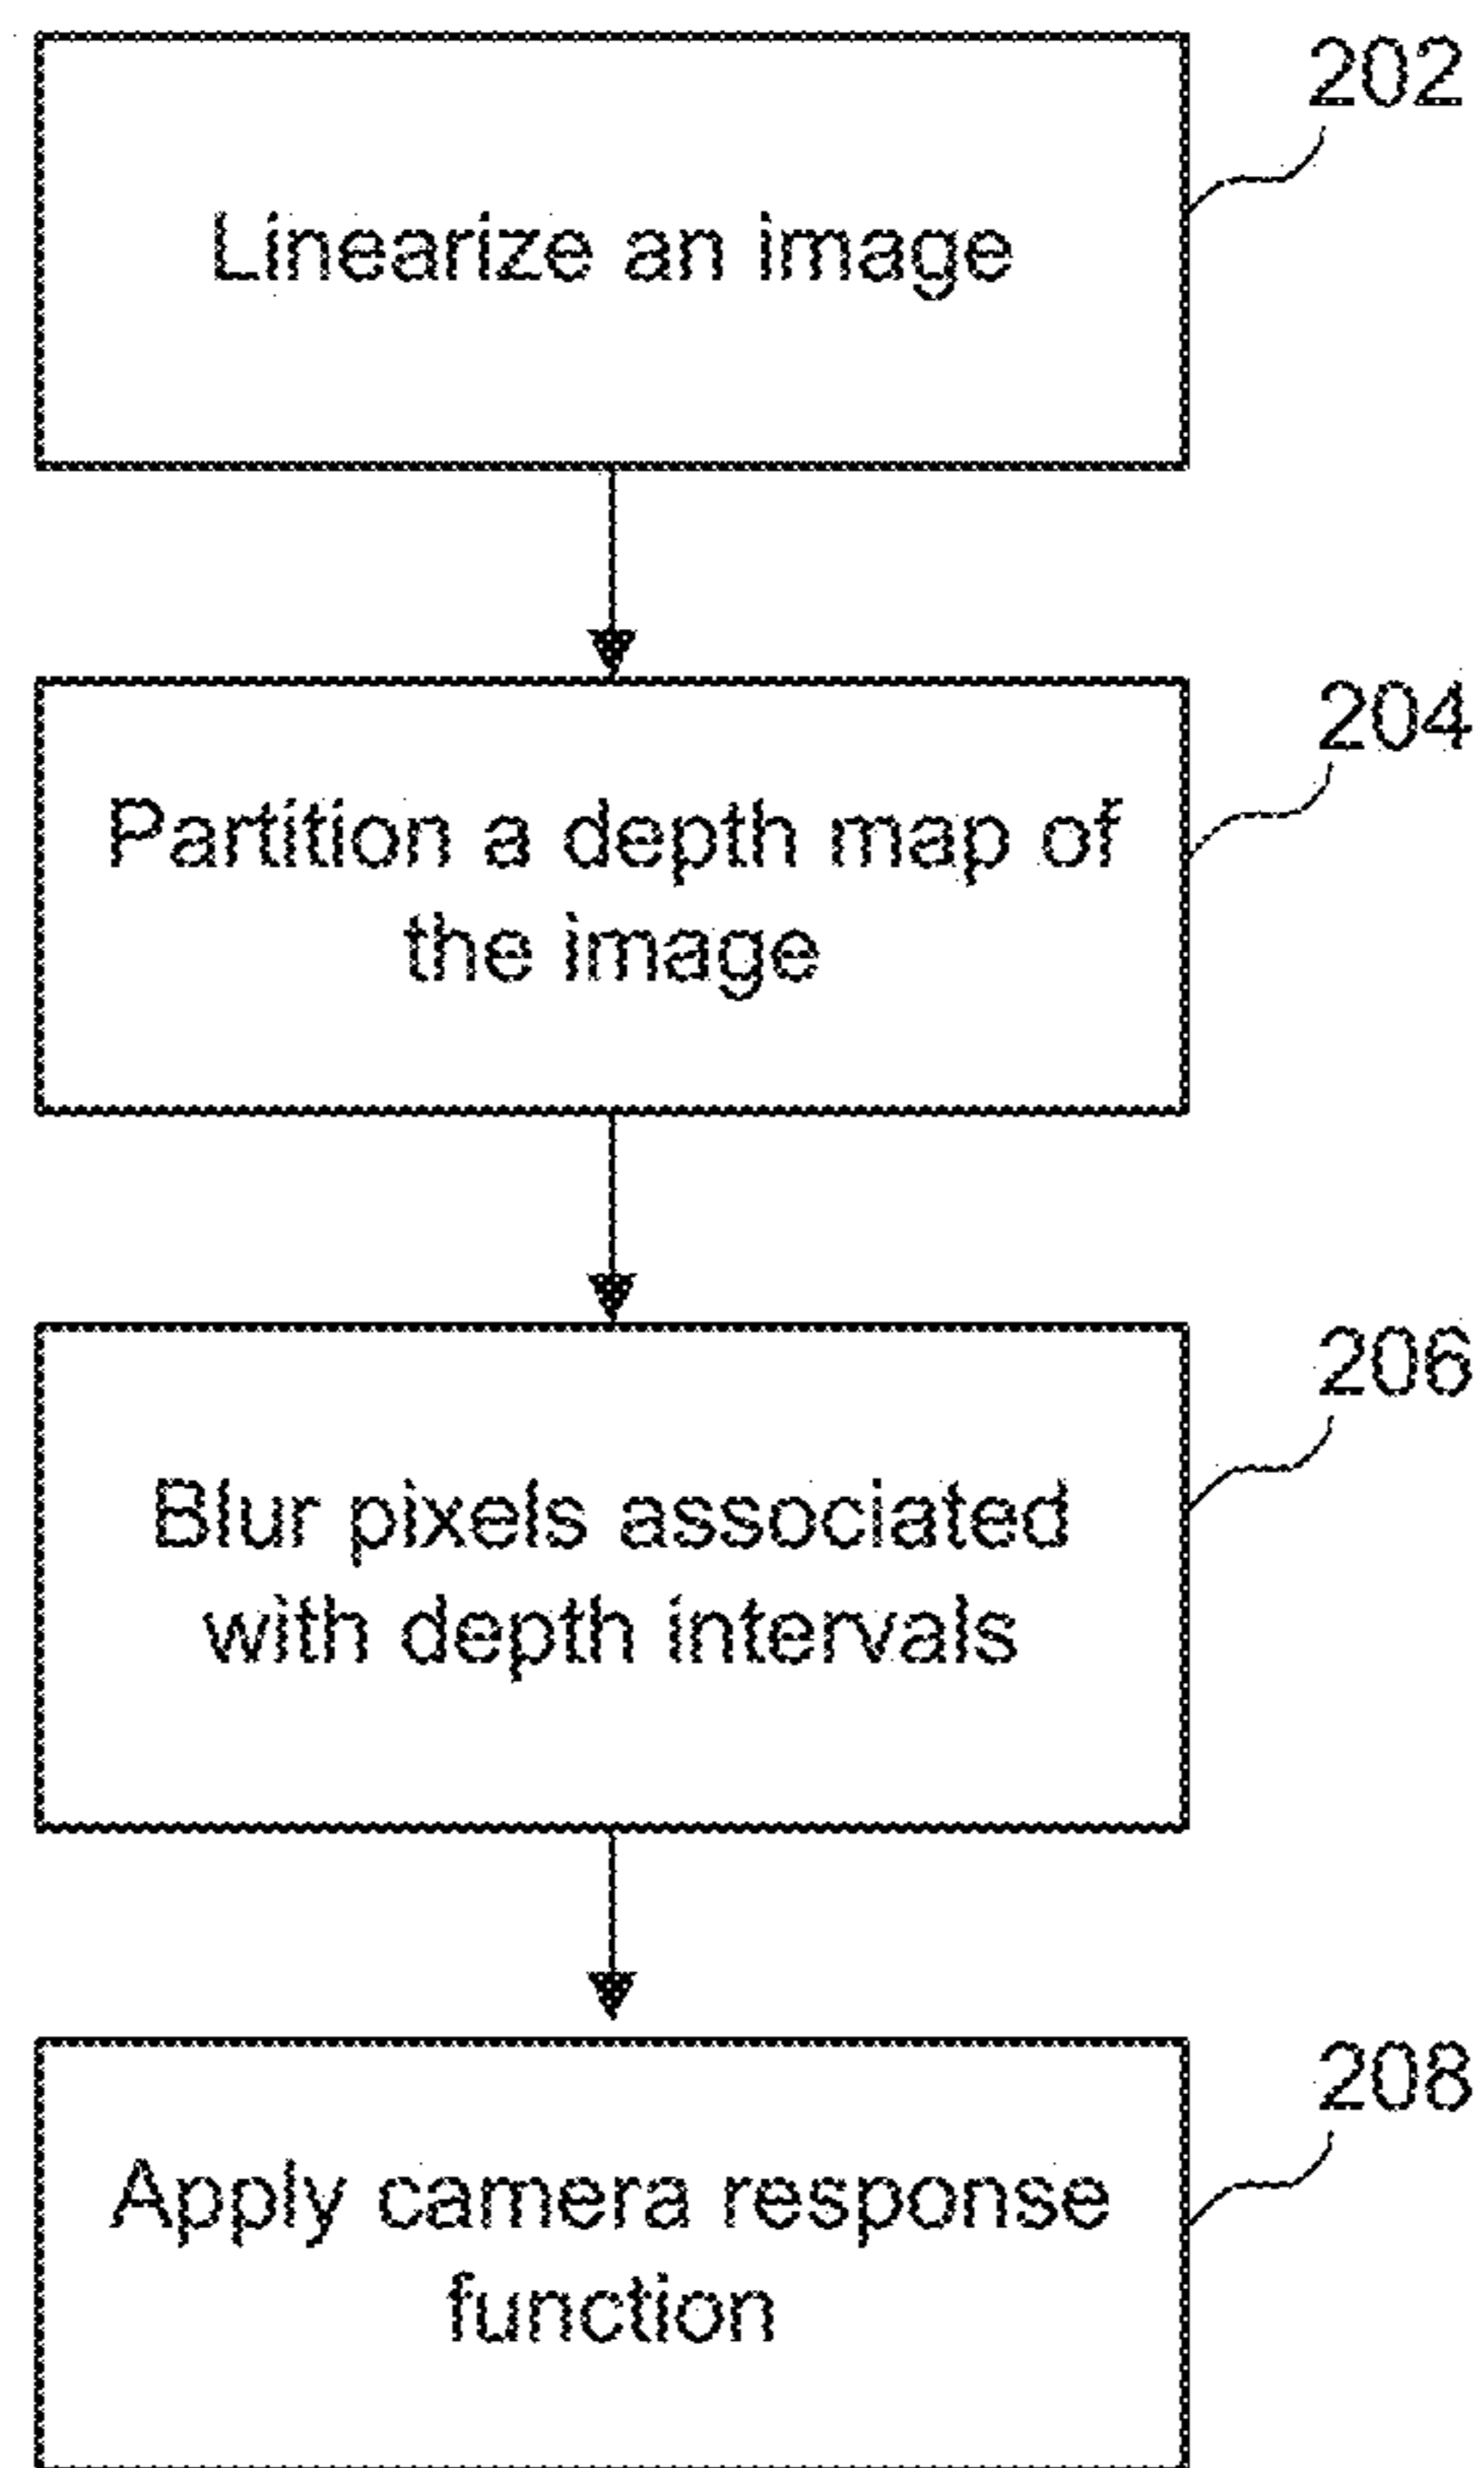 202
Linearize an image
204
Partition a depth map of
the image
206
Blur pixels associated
with depth intervals
208
Apply camera response
function